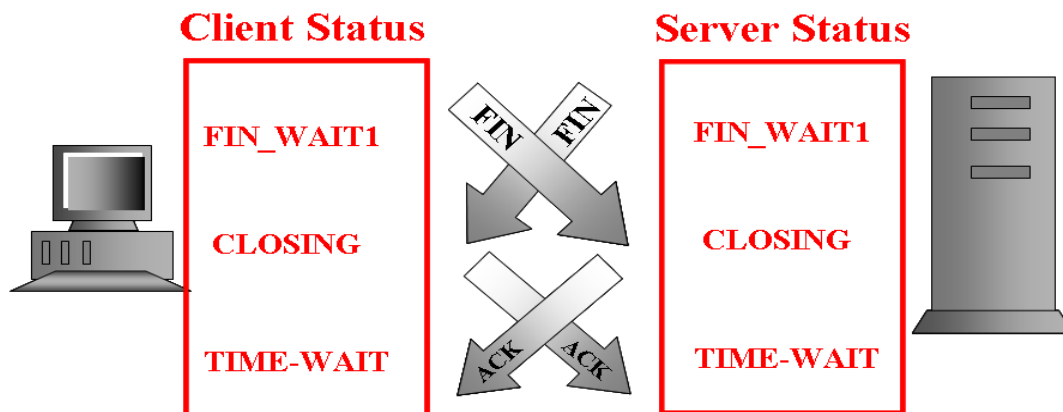 Client Status
Server Status
FIN_WAIT1
FIN
FIN
FIN_WAIT1
CLOSING
CLOSING
TIME-WAIT
ACK
ACK
TIME-WAIT